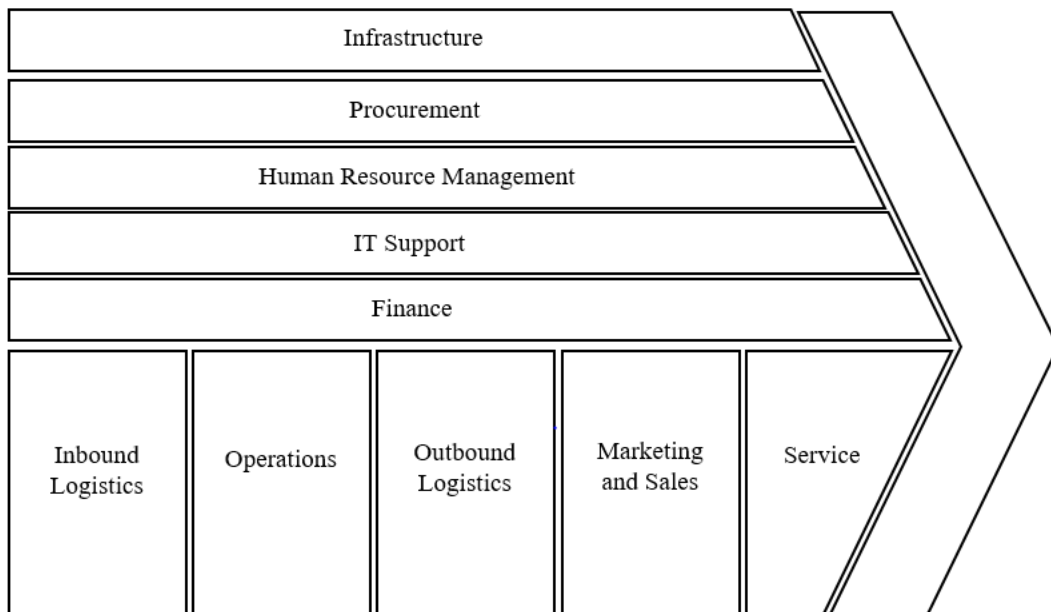 Infrastructure
Procurement
Human Resource Management
IT Support
Finance
Inbound
Logistics
Operations
Outbound
Logistics
Marketing
and Sales
Service